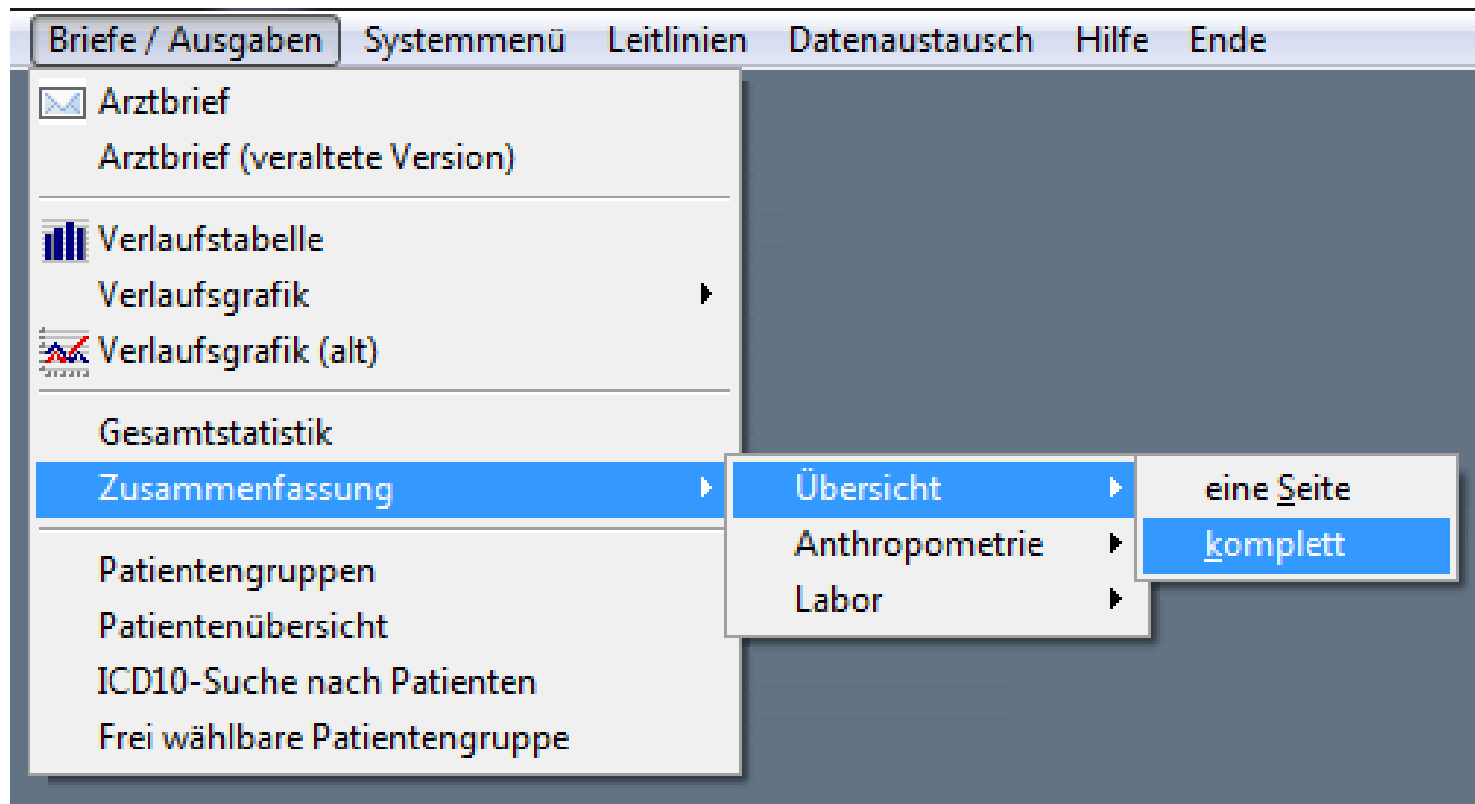 Briefe / Ausgaben Systemmenü Leitlinien Datenaustausch Hilfe Ende
Arztbrief
Arztbrief (veraltete Version)
Verlaufstabelle
Verlaufsgrafik
Verlaufsgrafik (alt)
Gesamtstatistik
Zusammenfassung
Patientengruppen
Patientenübersicht
ICD10-Suche nach Patienten
Frei wählbare Patientengruppe
Übersicht
Anthropometrie
Labor
eine Seite
komplett